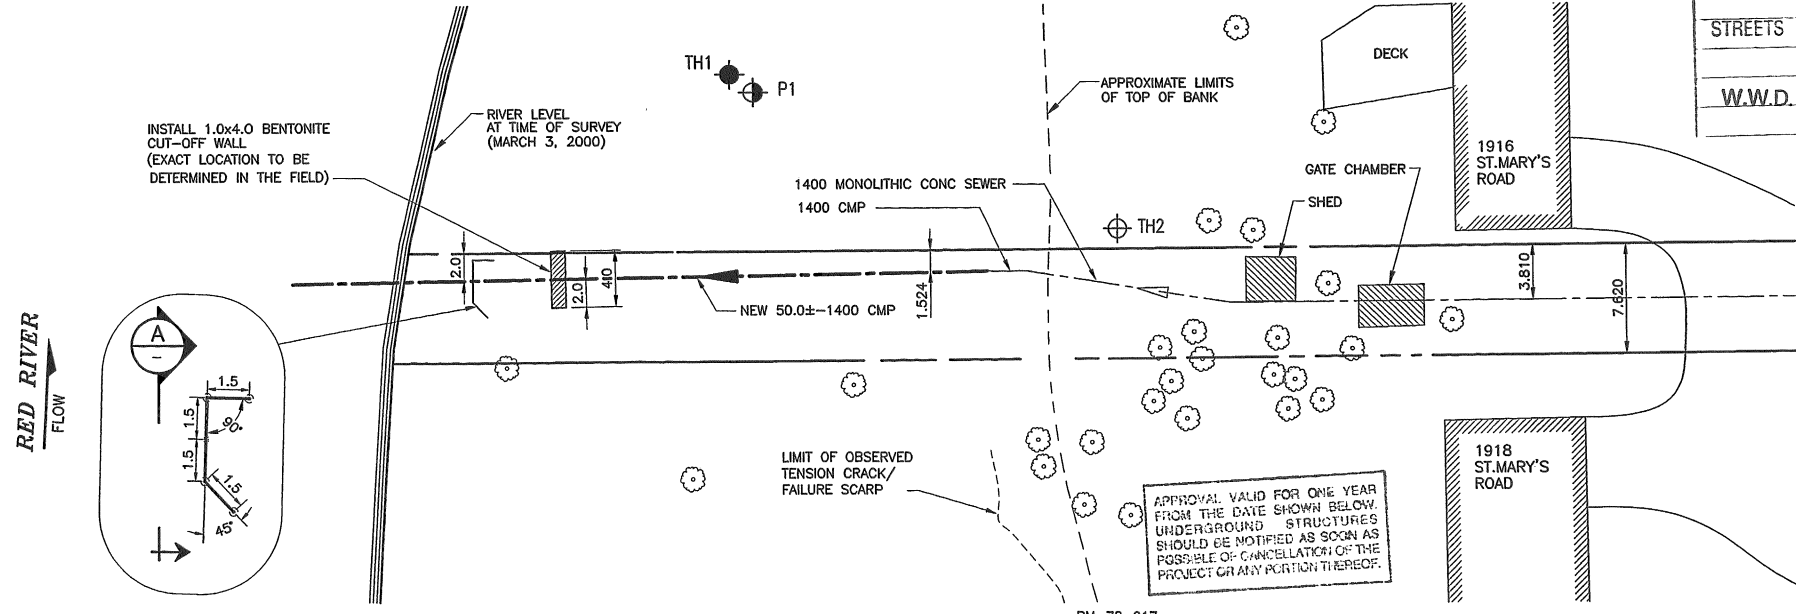 STREETS
W.W.D.
DECK
TH1
P1
APPROXIMATE LIMITS
OF TOP OF BANK
RIVER LEVEL
AT TIME OF SURVEY
(MARCH 3, 2000)
INSTALL 1.0x4.0 BENTONITE
CUT-OFF WALL
(EXACT LOCATION TO BE
DETERMINED IN THE FIELD)
1916
ST.MARY'S
ROAD
GATE CHAMBER
SHED
1400 MONOLITHIC CONC SEWER
1400 CMP
TH2
2.0
2.0
4.0
1.524
3.810
7.620
NEW 50.0±-1400 CMP
RED RIVER
FLOW
A
-
1.5
1.5
90°
1.5
1.5
45°
LIMIT OF OBSERVED
TENSION CRACK/
FAILURE SCARP
1918
ST.MARY'S
ROAD
APPROVAL VALID FOR ONE YEAR
FROM THE DATE SHOWN BELOW.
UNDERGROUND STRUCTURES
SHOULD BE NOTIFIED AS SOON AS
POSSIBLE OF CANCELLATION OF THE
PROJECT OR ANY PORTION THEREOF.